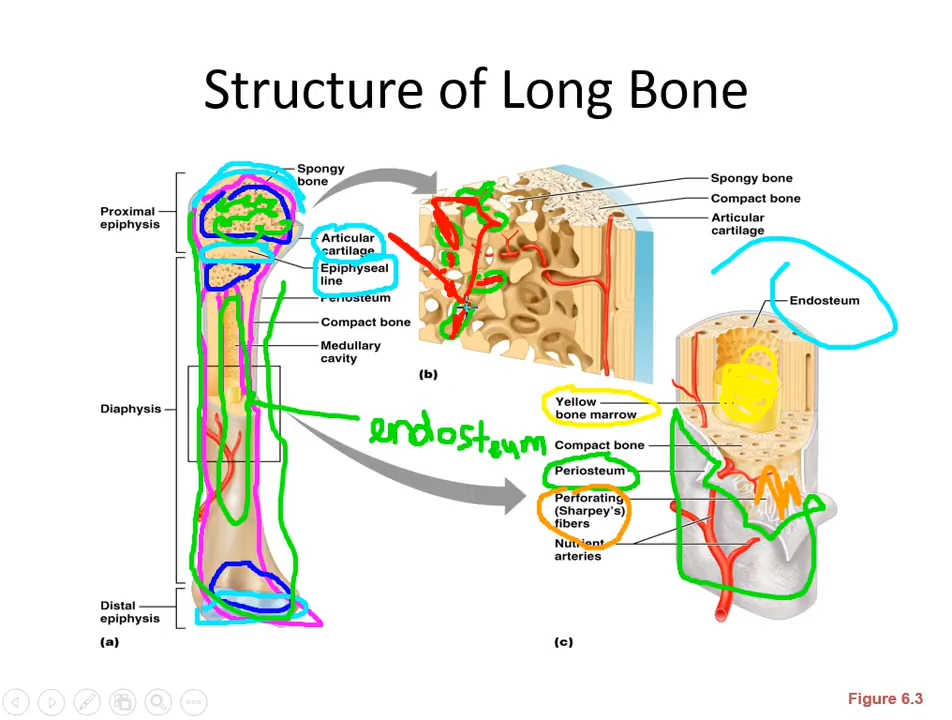 Structure of Long Bone
Spongy
bone
Proximal
epiphysis
Articular
cartilage
Epiphyseal
line
Periosteum
Compact bone
Medullary
cavity
Diaphysis
Distal
epiphysis
(a)
Spongy bone
Compact bone
Articular
cartilage
(b)
endosteum
Endosteum
Yellow
bone marrow
Compact bone
Periosteum
Perforating
(Sharpey's)
fibers
Nutrient
arteries
(c)
Figure 6.3